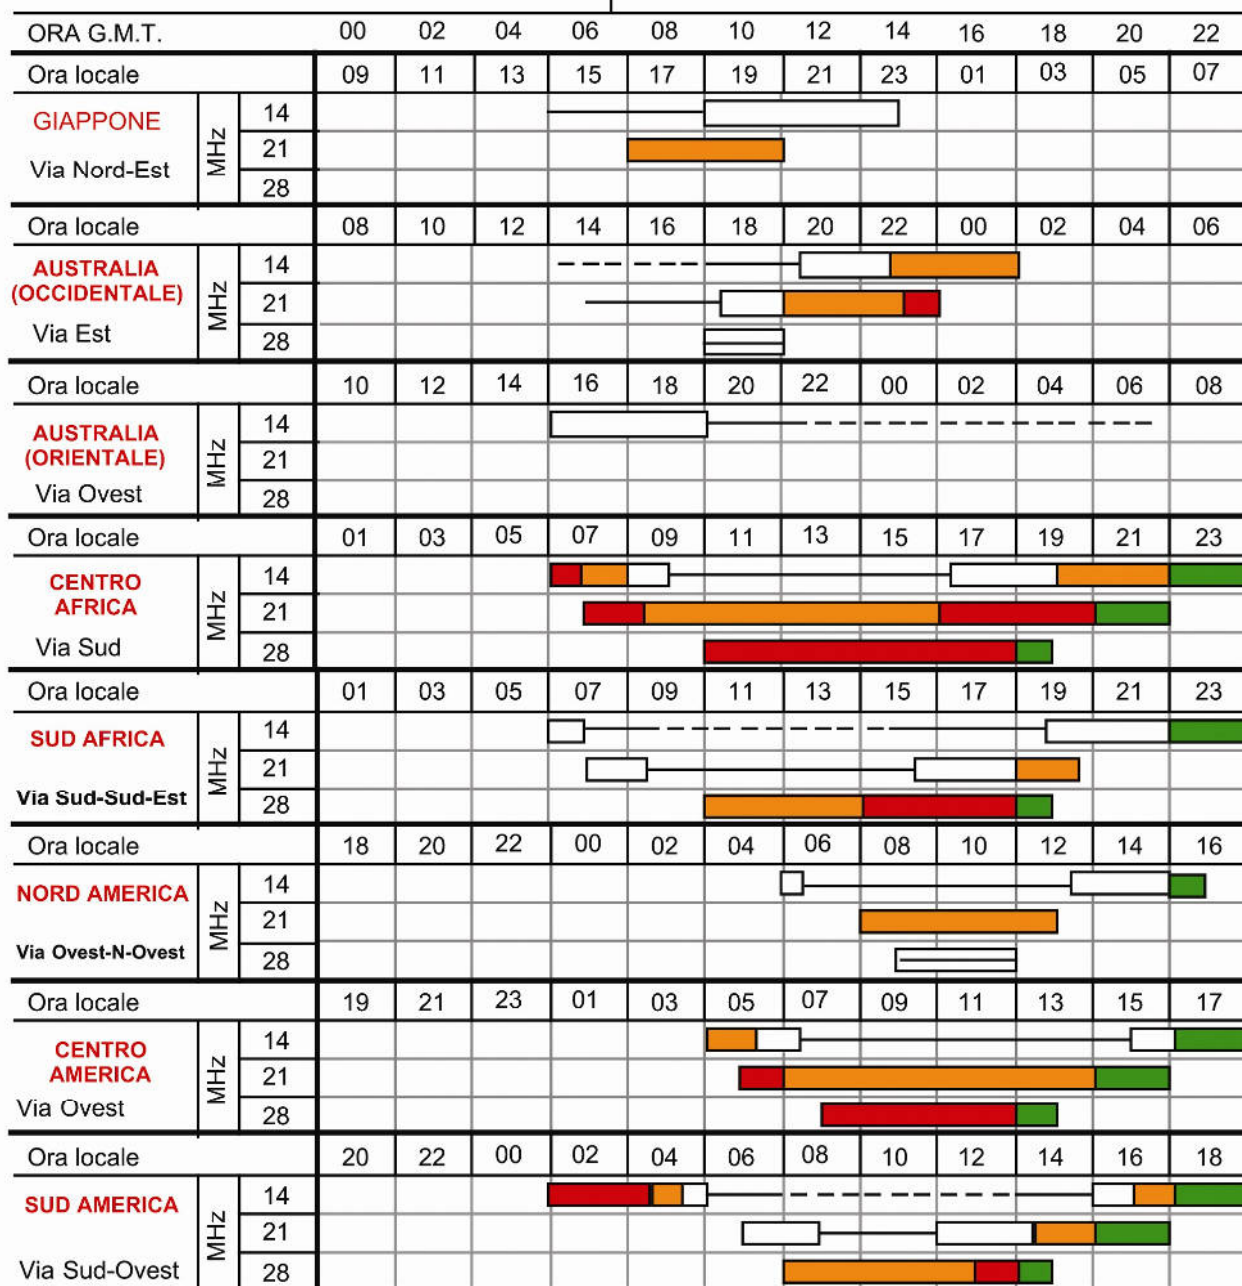 ORA G.M.T. 00 02 04 06 08 10 12 14 16 18 20 22
Ora locale 09 11 13 15 17 19 21 23 01 03 05 07
GIAPPONE
Via Nord-Est
MHz
14
21
28
Ora locale 08 10 12 14 16 18 20 22 00 02 04 06
AUSTRALIA
(OCCIDENTALE)
Via Est
MHz
14
21
28
Ora locale 10 12 14 16 18 20 22 00 02 04 06 08
AUSTRALIA
(ORIENTALE)
Via Ovest
MHz
14
21
28
Ora locale 01 03 05 07 09 11 13 15 17 19 21 23
CENTRO
AFRICA
Via Sud
MHz
14
21
28
Ora locale 01 03 05 07 09 11 13 15 17 19 21 23
SUD AFRICA
Via Sud-Sud-Est
MHz
14
21
28
Ora locale 18 20 22 00 02 04 06 08 10 12 14 16
NORD AMERICA
Via Ovest-N-Ovest
MHz
14
21
28
Ora locale 19 21 23 01 03 05 07 09 11 13 15 17
CENTRO
AMERICA
Via Ovest
MHz
14
21
28
Ora locale 20 22 00 02 04 06 08 10 12 14 16 18
SUD AMERICA
Via Sud-Ovest
MHz
14
21
28